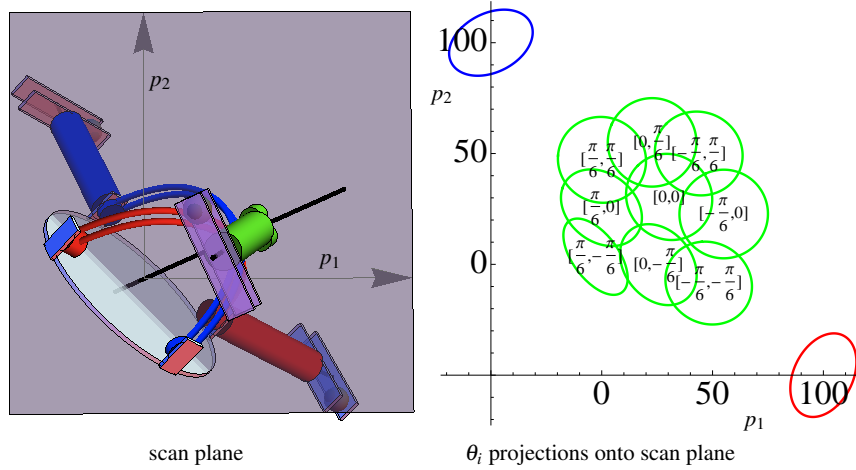 p₂
p₁
scan plane
100
p₂
50
0
0
50
100
p₁
[π/6,π/6]
[0,π/6]
[-π/6,π/6]
[π/6,0]
[0,0]
[-π/6,0]
[π/6,-π/6]
[0,-π/6]
[-π/6,-π/6]
θᵢ projections onto scan plane